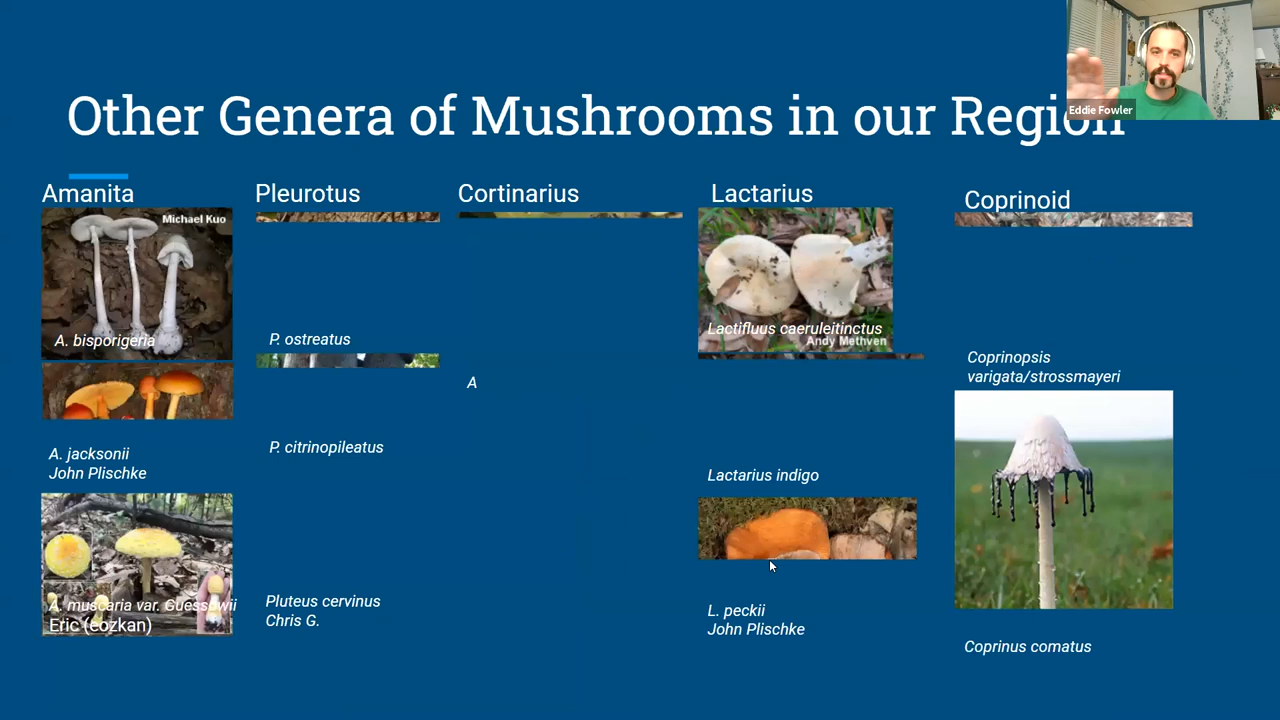 Other Genera of Mushrooms in our Region
Eddie Fowler
Amanita
Michael Kuo
A. bisporigeria
A. jacksonii
John Plischke
A. muscaria var. Guessowii
Eric (eozkan)
Pleurotus
P. ostreatus
P. citrinopileatus
Pluteus cervinus
Chris G.
Cortinarius
A
Lactarius
Lactifluus caeruleitinctus
Andy Methven
Lactarius indigo
L. peckii
John Plischke
Coprinoid
Coprinopsis
varigata/strossmayeri
Coprinus comatus